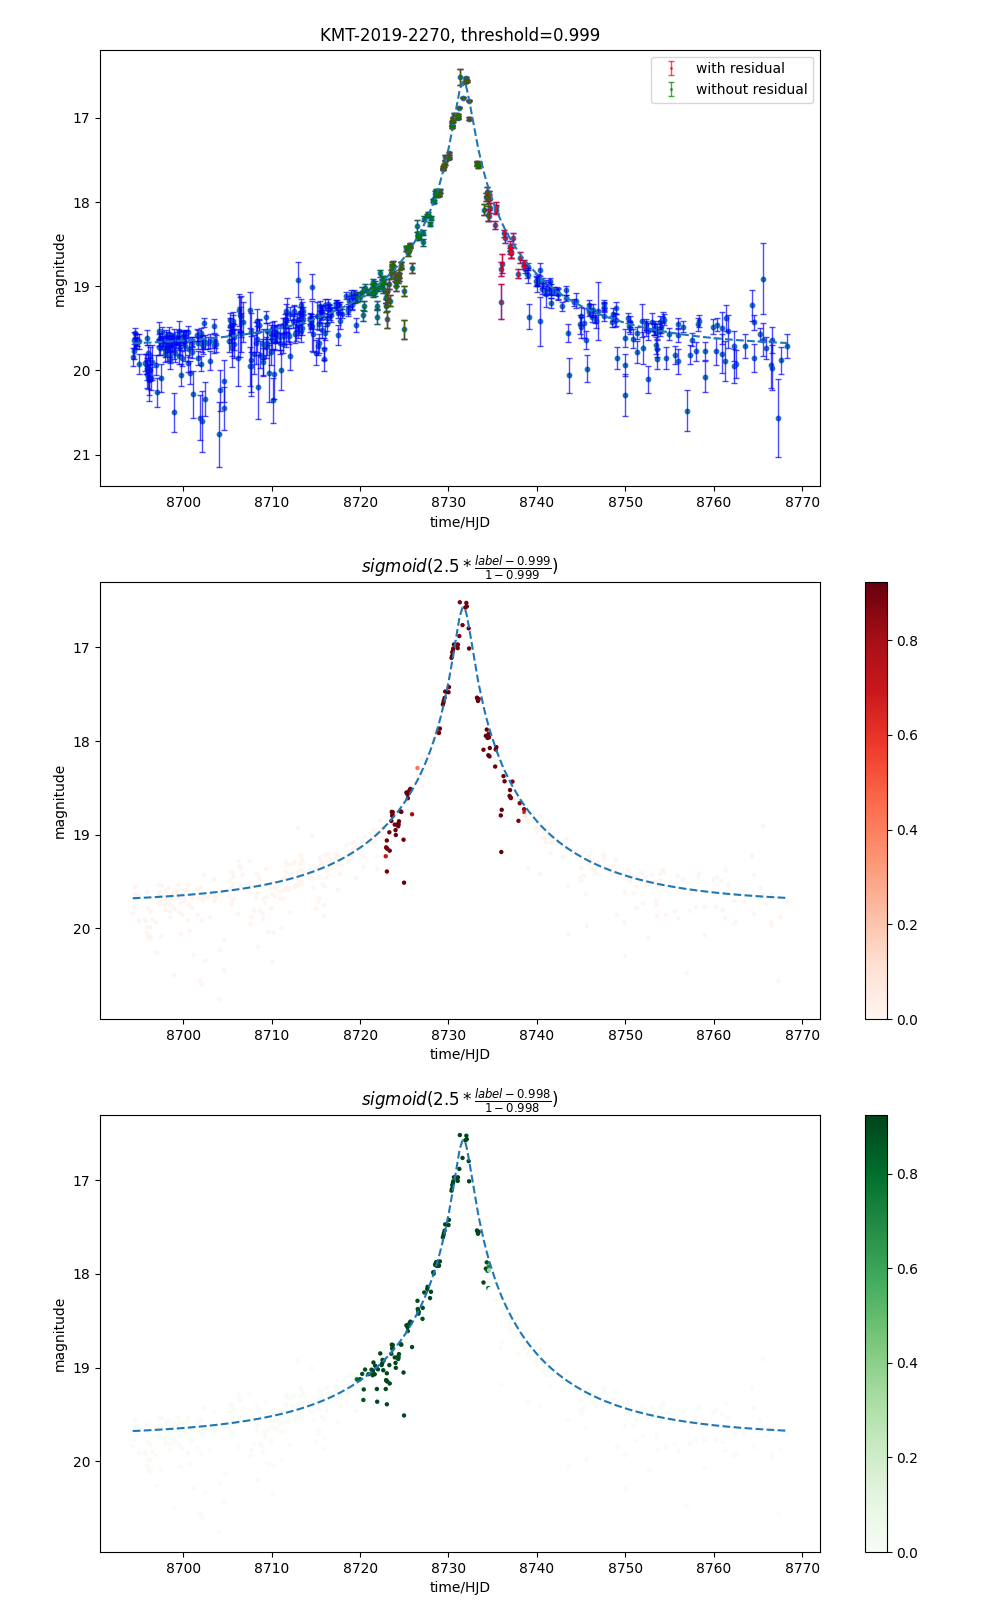 KMT-2019-2270, threshold=0.999
with residual
without residual
17
18
19
20
21
magnitude
8700 8710 8720 8730 8740 8750 8760 8770
time/HJD
sigmoid(2.5 * \frac{label - 0.999}{1 - 0.999})
17
18
19
20
magnitude
8700 8710 8720 8730 8740 8750 8760 8770
time/HJD
0.8
0.6
0.4
0.2
0.0
sigmoid(2.5 * \frac{label - 0.998}{1 - 0.998})
17
18
19
20
magnitude
8700 8710 8720 8730 8740 8750 8760 8770
time/HJD
0.8
0.6
0.4
0.2
0.0